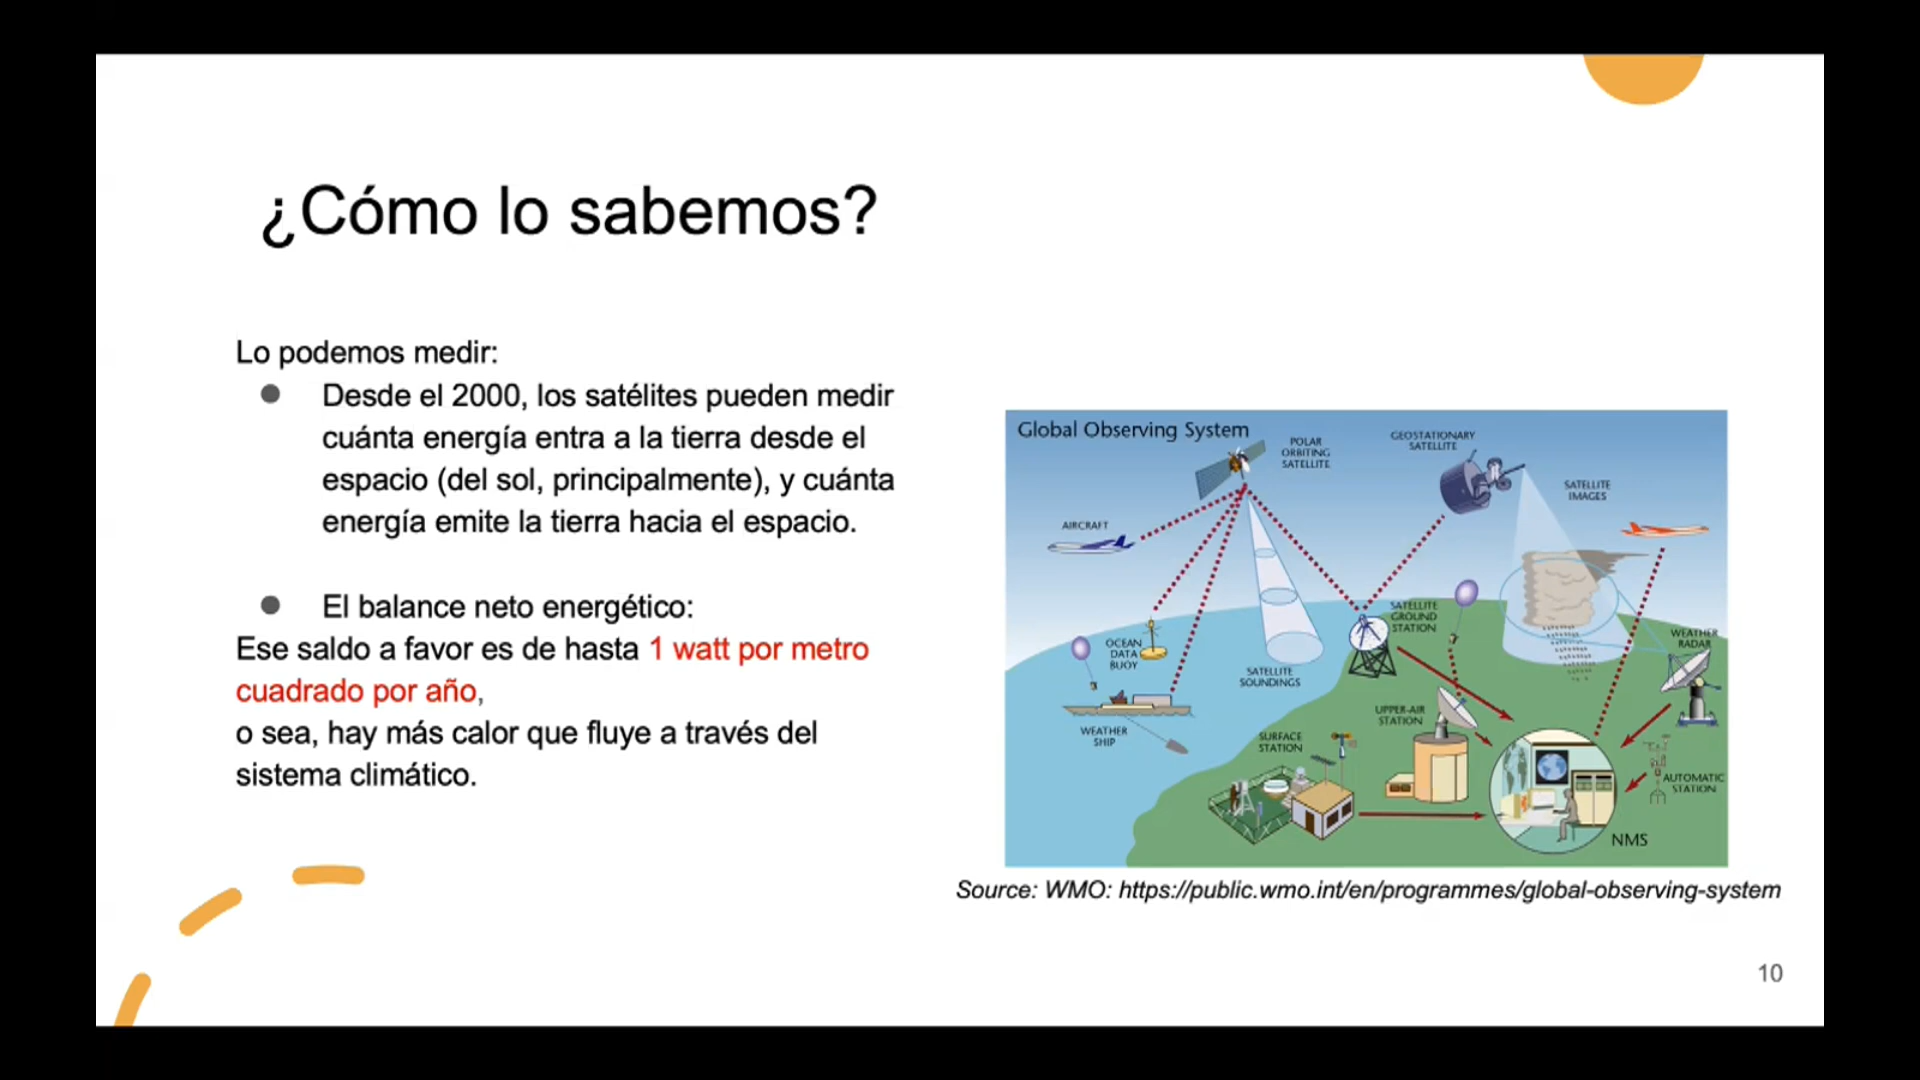 ¿Cómo lo sabemos?
Lo podemos medir:
● Desde el 2000, los satélites pueden medir
cuánta energía entra a la tierra desde el
espacio (del sol, principalmente), y cuánta
energía emite la tierra hacia el espacio.
● El balance neto energético:
Ese saldo a favor es de hasta 1 watt por metro
cuadrado por año,
o sea, hay más calor que fluye a través del
sistema climático.
Global Observing System
POLAR
ORBITING
SATELLITE
GEOSTATIONARY
SATELLITE
SATELLITE
IMAGES
AIRCRAFT
OCEAN
DATA
BUOY
SATELLITE
GROUND
STATION
WEATHER
RADAR
SATELLITE
SOUNDINGS
WEATHER
SHIP
UPPER-AIR
STATION
SURFACE
STATION
AUTOMATIC
STATION
NMS
Source: WMO: https://public.wmo.int/en/programmes/global-observing-system
10